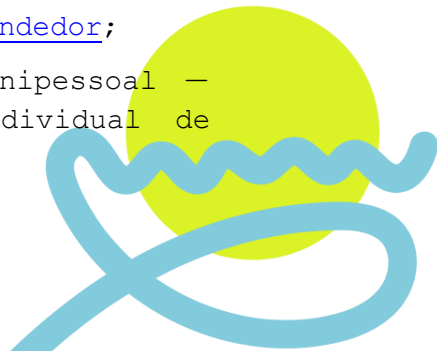 ndedor;
nipessoal —
dividual de